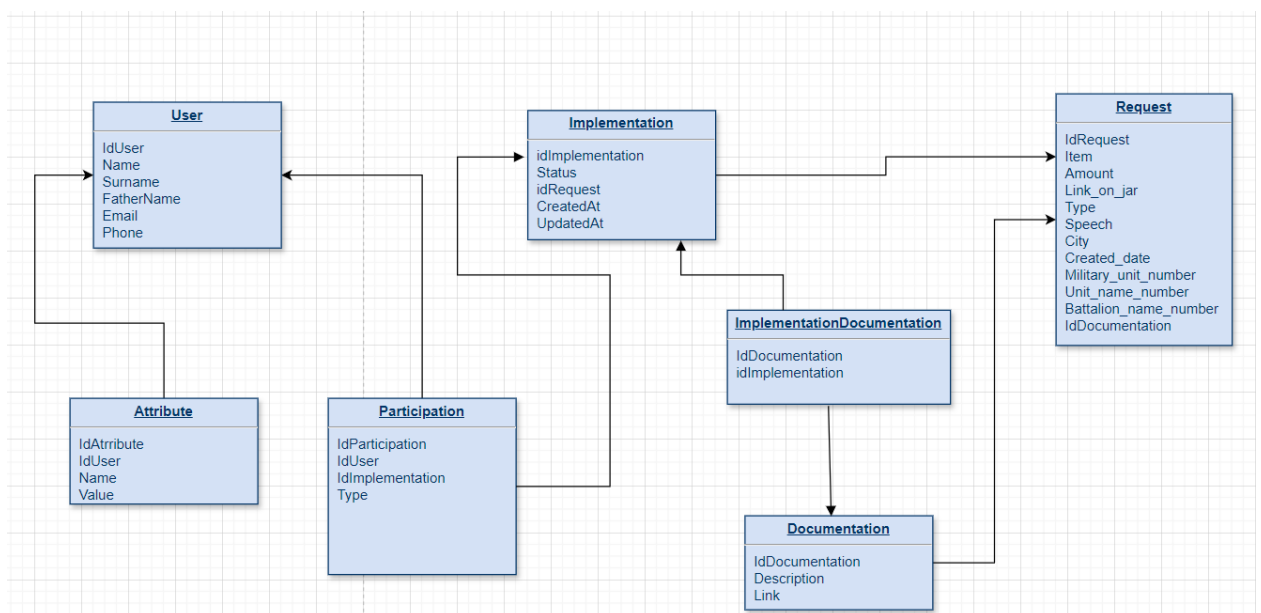 User
IdUser
Name
Surname
FatherName
Email
Phone
Implementation
idImplementation
Status
idRequest
CreatedAt
UpdatedAt
Request
IdRequest
Item
Amount
Link_on_jar
Type
Speech
City
Created_date
Military_unit_number
Unit_name_number
Battalion_name_number
IdDocumentation
ImplementationDocumentation
IdDocumentation
idImplementation
Attribute
IdAtrribute
IdUser
Name
Value
Participation
IdParticipation
IdUser
IdImplementation
Type
Documentation
IdDocumentation
Description
Link